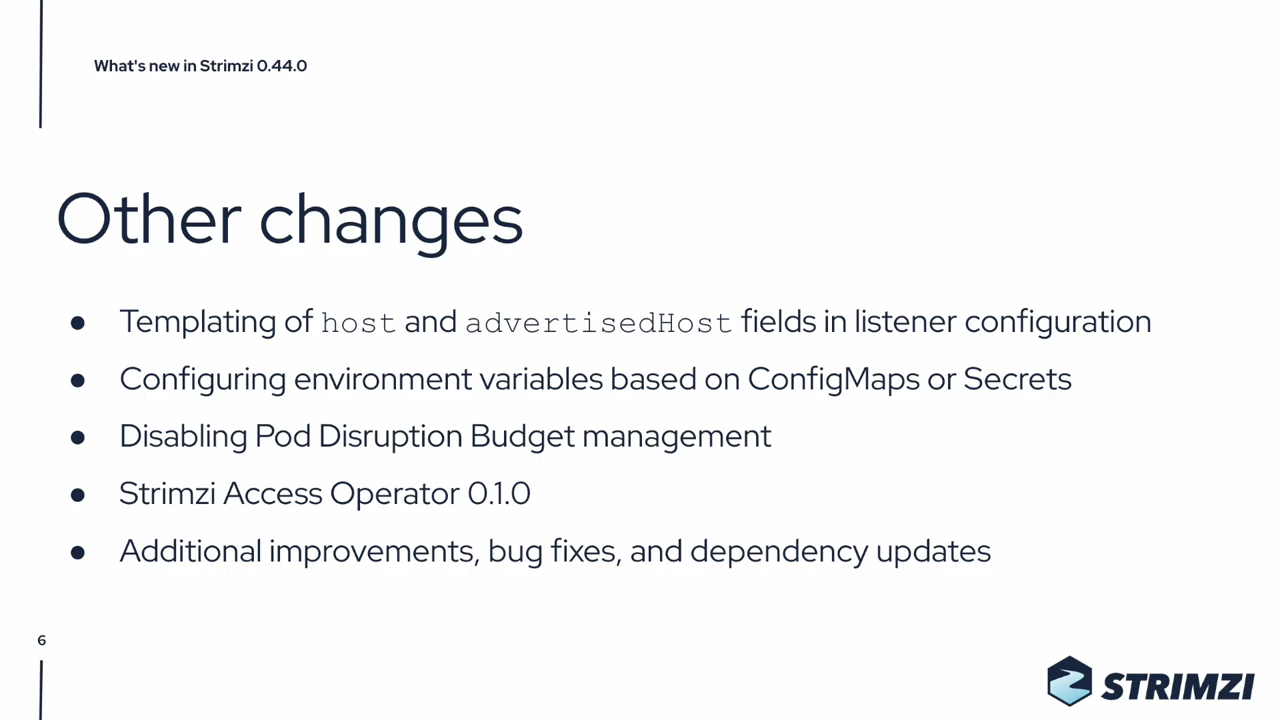 What's new in Strimzi 0.44.0
Other changes
● Templating of host and advertisedHost fields in listener configuration
● Configuring environment variables based on ConfigMaps or Secrets
● Disabling Pod Disruption Budget management
● Strimzi Access Operator 0.1.0
● Additional improvements, bug fixes, and dependency updates
6
STRIMZI